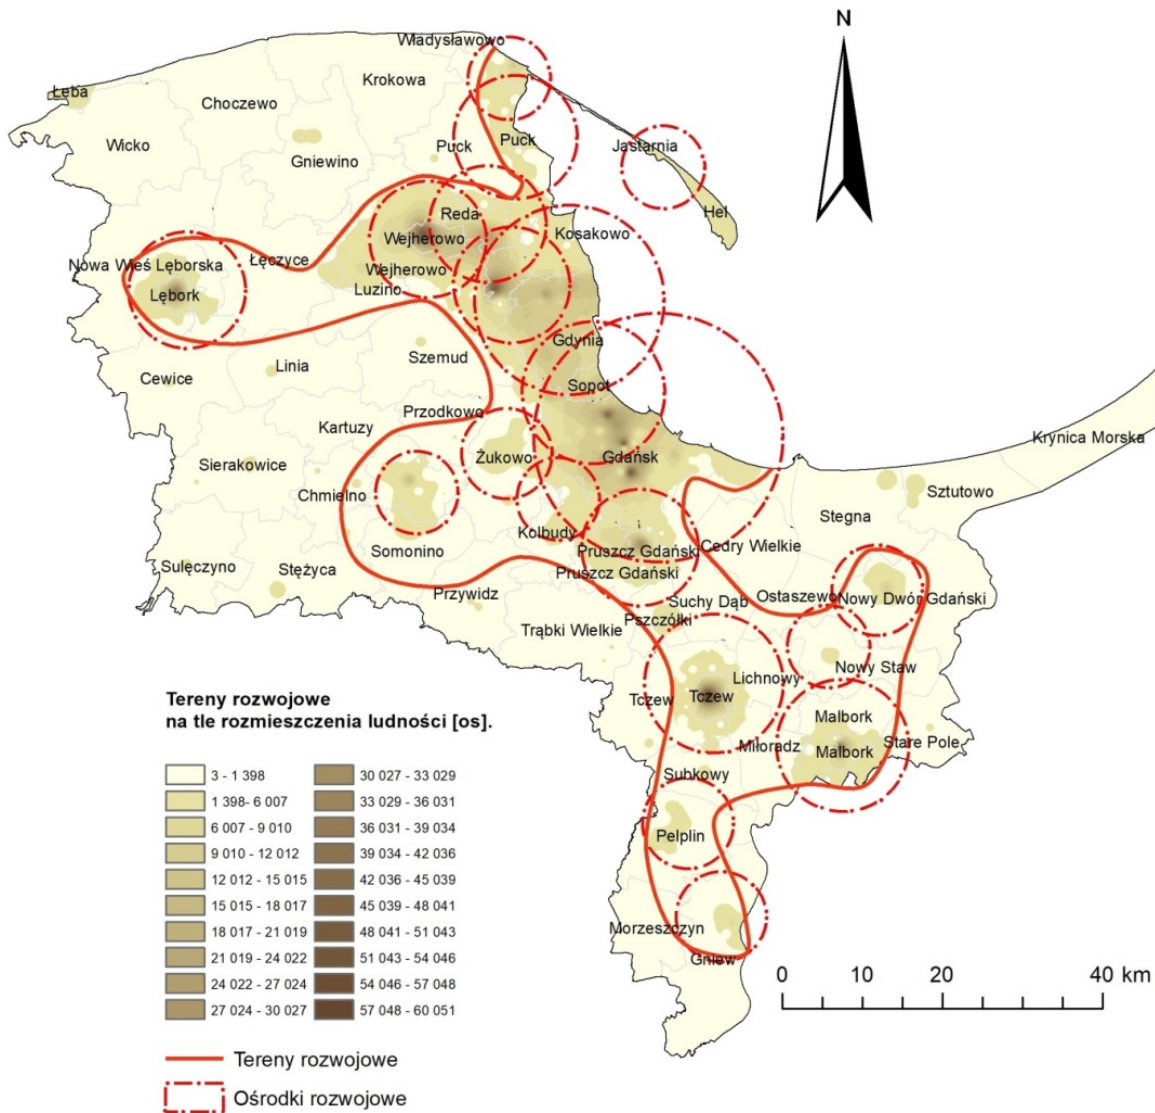 N
Władysławowo
Krokowa
Łeba
Choczewo
Wicko
Puck
Puck
Jastarnia
Gniewino
Hel
Reda
Kosakowo
Wejherowo
Nowa Wieś Lęborska
Łęczyce
Wejherowo
Luzino
Lębork
Gdynia
Szemud
Linia
Cewice
Sopot
Przodkowo
Kartuzy
Krynica Morska
Sierakowice
Żukowo
Gdańsk
Chmielno
Sztutowo
Stegna
Kolbudy
Somonino
Pruszcz Gdański
Cedry Wielkie
Sulęczyno
Stężyca
Pruszcz Gdański
Przywidz
Suchy Dąb
Ostaszewo
Nowy Dwór Gdański
Pszczółki
Trąbki Wielkie
Lichnowy
Nowy Staw
Tczew
Tczew
Malbork
Miłoradz
Malbork
Stare Pole
Subkowy
Pelplin
Morzeszczyn
Gniew
Tereny rozwojowe
na tle rozmieszczenia ludności [os].
3 - 1 398
1 398- 6 007
6 007 - 9 010
9 010 - 12 012
12 012 - 15 015
15 015 - 18 017
18 017 - 21 019
21 019 - 24 022
24 022 - 27 024
27 024 - 30 027
30 027 - 33 029
33 029 - 36 031
36 031 - 39 034
39 034 - 42 036
42 036 - 45 039
45 039 - 48 041
48 041 - 51 043
51 043 - 54 046
54 046 - 57 048
57 048 - 60 051
Tereny rozwojowe
Ośrodki rozwojowe
0 10 20 40 km